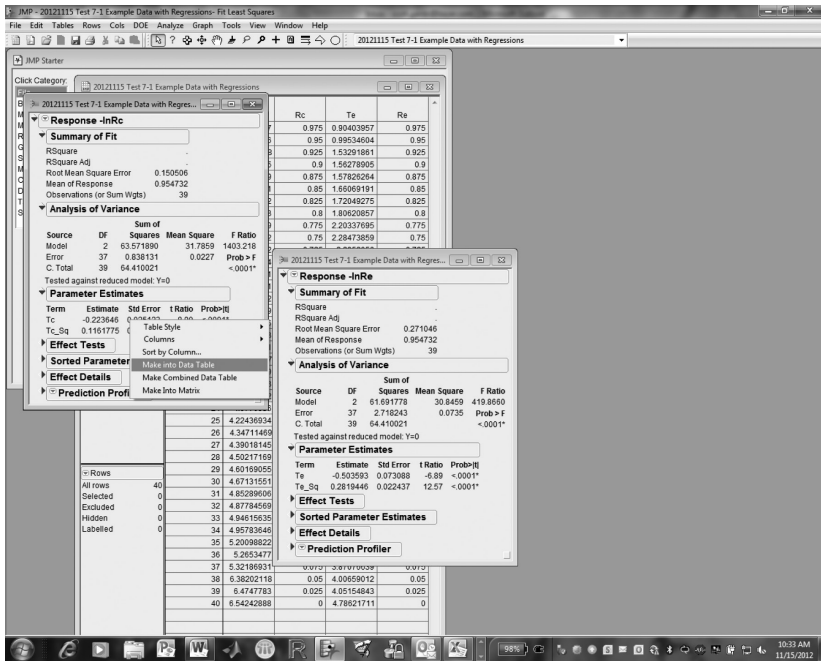 JMP - 20121115 Test 7-1 Example Data with Regressions- Fit Least Squares
File Edit Tables Rows Cols DOE Analyze Graph Tools View Window Help
20121115 Test 7-1 Example Data with Regressions
JMP Starter
Click Category:
20121115 Test 7-1 Example Data with Regressions
20121115 Test 7-1 Example Data with Regres...
Response -lnRc
Summary of Fit
RSquare .
RSquare Adj .
Root Mean Square Error 0.150506
Mean of Response 0.954732
Observations (or Sum Wgts) 39
Analysis of Variance
Sum of
Source DF Squares Mean Square F Ratio
Model 2 63.571890 31.7859 1403.218
Error 37 0.838131 0.0227 Prob > F
C. Total 39 64.410021 <.0001*
Tested against reduced model: Y=0
Parameter Estimates
Term Estimate Std Error t Ratio Prob>|t|
Tc -0.223646
Tc_Sq 0.1161775
Effect Tests
Sorted Parameter
Effect Details
Prediction Profi
Table Style
Columns
Sort by Column...
Make into Data Table
Make Combined Data Table
Make Into Matrix
Rc Te Re
0.975 0.90403957 0.975
0.95 0.99534604 0.95
0.925 1.53291861 0.925
0.9 1.56278905 0.9
0.875 1.57826264 0.875
0.85 1.66069191 0.85
0.825 1.72049275 0.825
0.8 1.80620857 0.8
0.775 2.20337695 0.775
0.75 2.28473859 0.75
20121115 Test 7-1 Example Data with Regres...
Response -lnRe
Summary of Fit
RSquare .
RSquare Adj .
Root Mean Square Error 0.271046
Mean of Response 0.954732
Observations (or Sum Wgts) 39
Analysis of Variance
Sum of
Source DF Squares Mean Square F Ratio
Model 2 61.691778 30.8459 419.8660
Error 37 2.718243 0.0735 Prob > F
C. Total 39 64.410021 <.0001*
Tested against reduced model: Y=0
Parameter Estimates
Term Estimate Std Error t Ratio Prob>|t|
Te -0.503593 0.073088 -6.89 <.0001*
Te_Sq 0.2819446 0.022437 12.57 <.0001*
Effect Tests
Sorted Parameter Estimates
Effect Details
Prediction Profiler
25 4.22436934
26 4.34711469
27 4.39018145
28 4.50217169
29 4.60169055
30 4.67131551
31 4.85289606
32 4.87784569
33 4.94615635
34 4.95783646
35 5.20098822
36 5.2653477
37 5.32186931 0.075 3.87070039 0.075
38 6.38202118 0.05 4.00659012 0.05
39 6.4747783 0.025 4.05154843 0.025
40 6.54242888 0 4.78621711 0
Rows
All rows 40
Selected 0
Excluded 0
Hidden 0
Labelled 0
98%
10:33 AM
11/15/2012